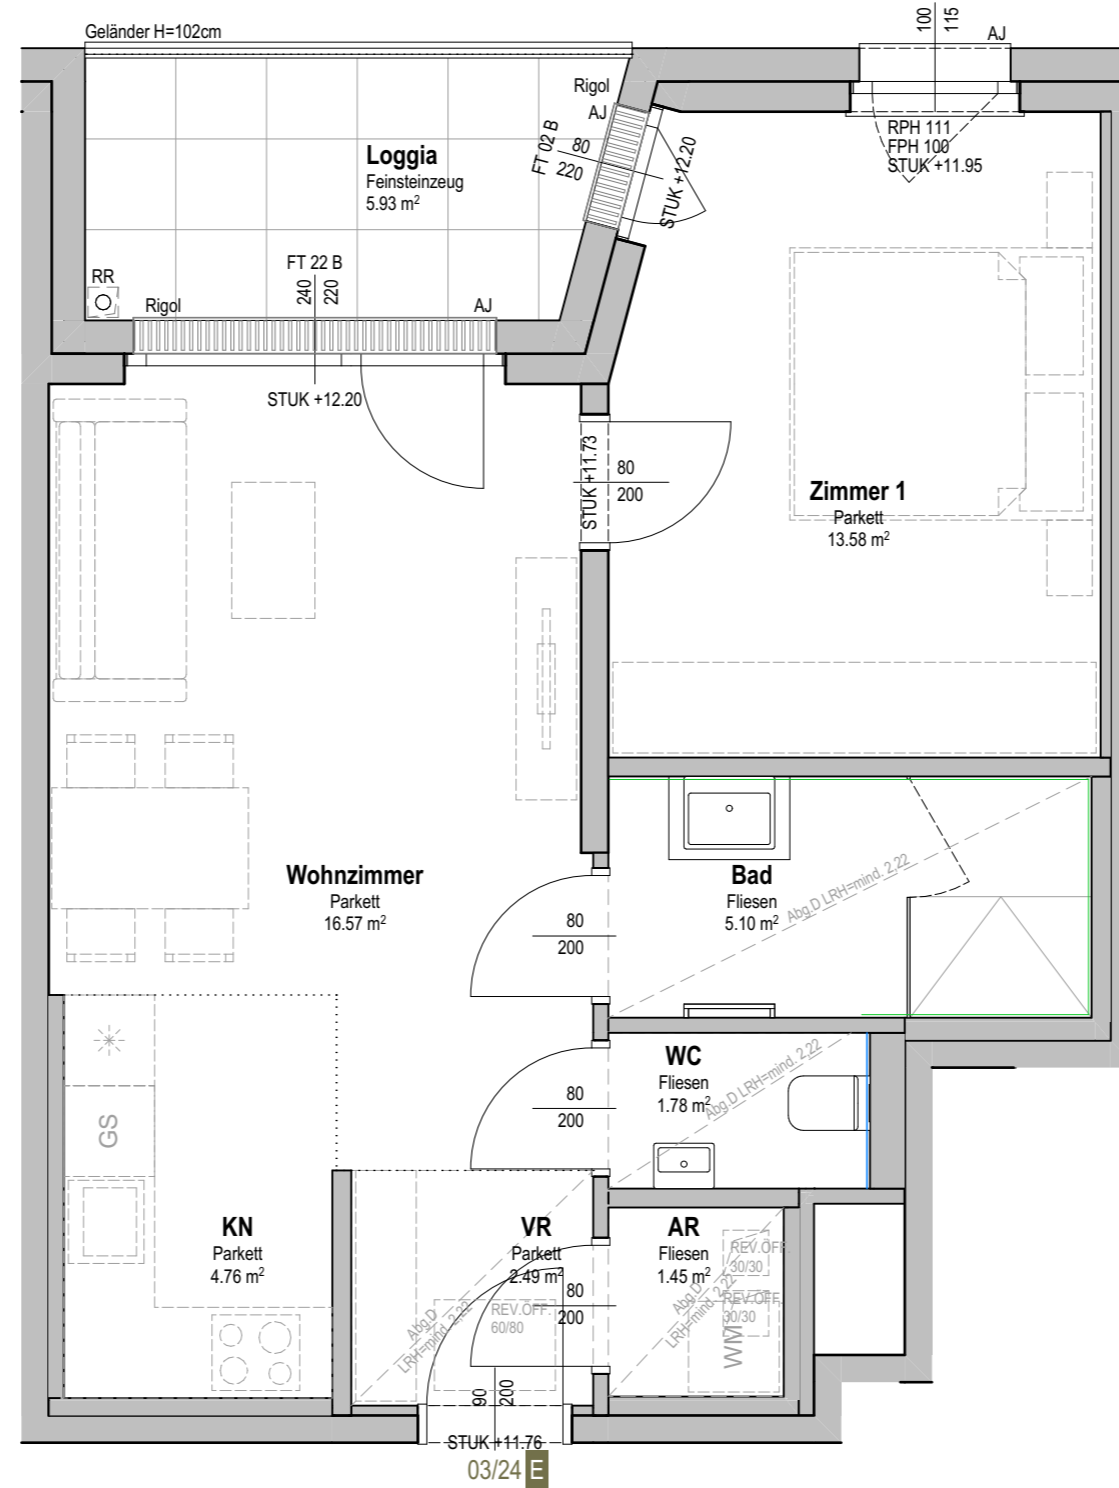 Geländer H=102cm
100
115
AJ
Rigol
AJ
FT 02 B
80
220
STUK +12.20
RPH 111
FPH 100
STUK +11.95
Loggia
Feinsteinzeug
5.93 m²
RR
Rigol
FT 22 B
240
220
AJ
STUK +12.20
STUK +11.73
80
200
Zimmer 1
Parkett
13.58 m²
Wohnzimmer
Parkett
16.57 m²
80
200
Bad
Fliesen
5.10 m²
Abg.D LRH=mind. 2,22
WC
Fliesen
1.78 m²
Abg.D LRH=mind. 2,22
80
200
GS
KN
Parkett
4.76 m²
VR
Parkett
2.49 m²
Abg.D
LRH=mind. 2,22
REV.ÖFF.
60/80
80
200
AR
Fliesen
1.45 m²
Abg.D
LRH=mind. 2,22
REV.ÖFF.
30/30
REV.ÖFF.
30/30
WM
90
200
STUK +11.76
03/24 E